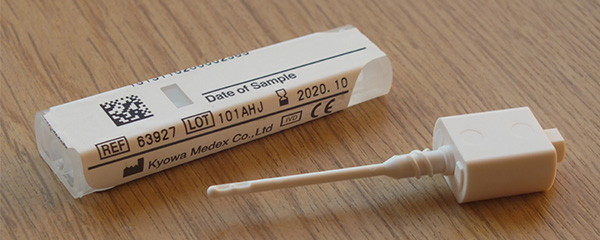 Date of Sample
REF 63927 LOT 101AHJ 2020.10
Kyowa Medex Co.,Ltd IVD CE